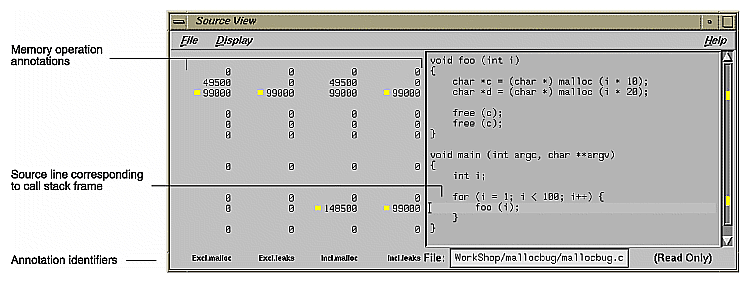 Source View
File Display Help
Memory operation
annotations
void foo (int i)
0 0 0 0 {
49500 0 49500 0 char *c = (char *) malloc (i * 10);
99000 99000 99000 99000 char *d = (char *) malloc (i * 20);
0 0 0 0 free (c);
0 0 0 0 free (c);
0 0 0 0 }
void main (int argc, char **argv)
0 0 0 0 {
int i;
Source line corresponding
to call stack frame
0 0 0 0 for (i = 1; i < 100; i++) {
0 0 148500 99000 foo (i);
}
0 0 0 0 }
Annotation identifiers
Excl.malloc Excl.leaks Incl.malloc Incl.leaks File: WorkShop/mallocbug/mallocbug.c (Read Only)